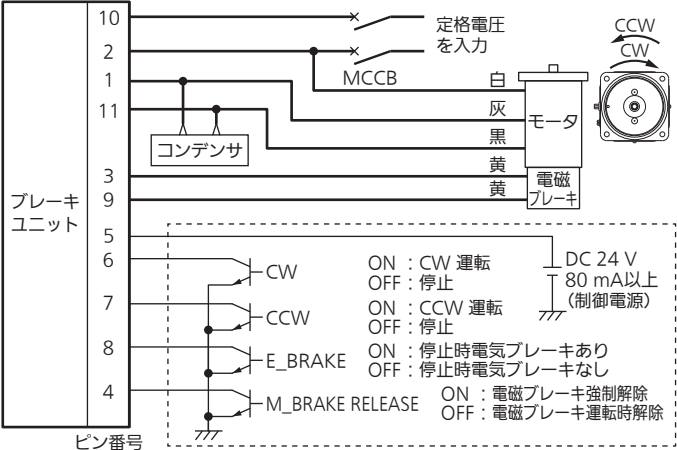 10
定格電圧
を入力
CCW
CW
2
MCCB
1
白
灰
モータ
11
黒
コンデンサ
黄
3
電磁
ブレーキ
黄
9
ブレーキ
ユニット
5
DC 24 V
80 mA以上
(制御電源)
6
CW
ON : CW 運転
OFF : 停止
7
CCW
ON : CCW 運転
OFF : 停止
8
E_BRAKE
ON : 停止時電気ブレーキあり
OFF : 停止時電気ブレーキなし
4
M_BRAKE RELEASE
ON : 電磁ブレーキ強制解除
OFF : 電磁ブレーキ運転時解除
ピン番号